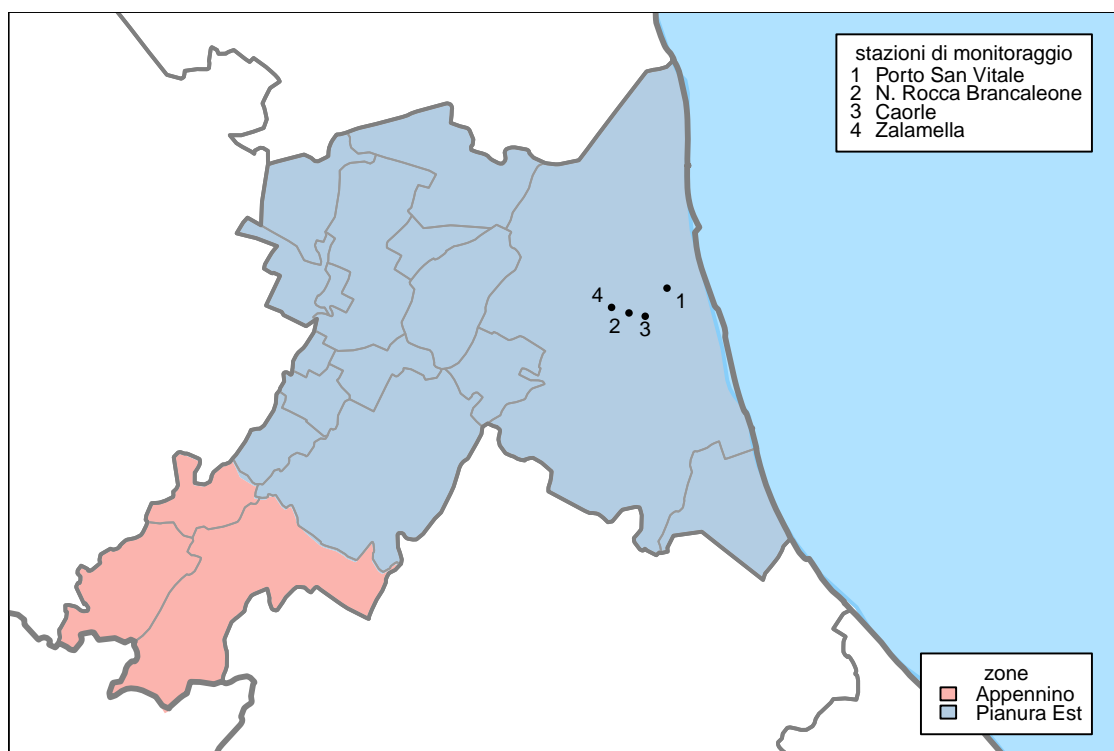 stazioni di monitoraggio
1 Porto San Vitale
2 N. Rocca Brancaleone
3 Caorle
4 Zalamella
4
1
2
3
zone
Appennino
Pianura Est